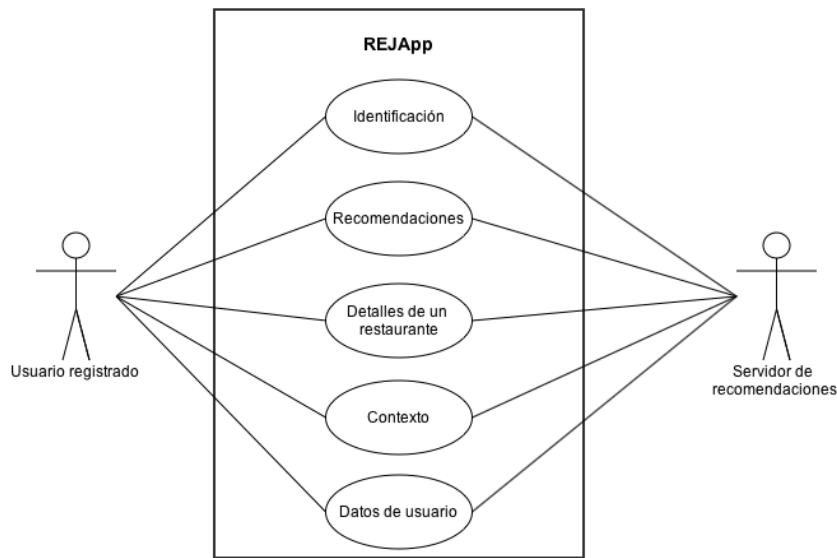 REJApp
Identificación
Recomendaciones
Detalles de un
restaurante
Contexto
Datos de usuario
Usuario registrado
Servidor de
recomendaciones